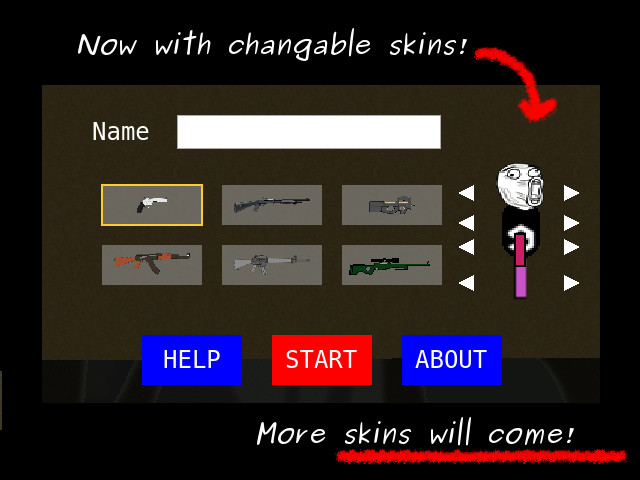 Now with changable skins!
Name
HELP
START
ABOUT
More skins will come!